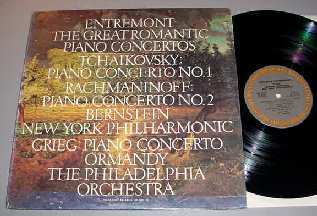 ENTREMONT
THE GREAT ROMANTIC
PIANO CONCERTOS
TCHAIKOVSKY:
PIANO CONCERTO NO.1
RACHMANINOFF:
PIANO CONCERTO NO.2
BERNSTEIN
NEW YORK PHILHARMONIC
GRIEG: PIANO CONCERTO
ORMANDY
THE PHILADELPHIA
ORCHESTRA